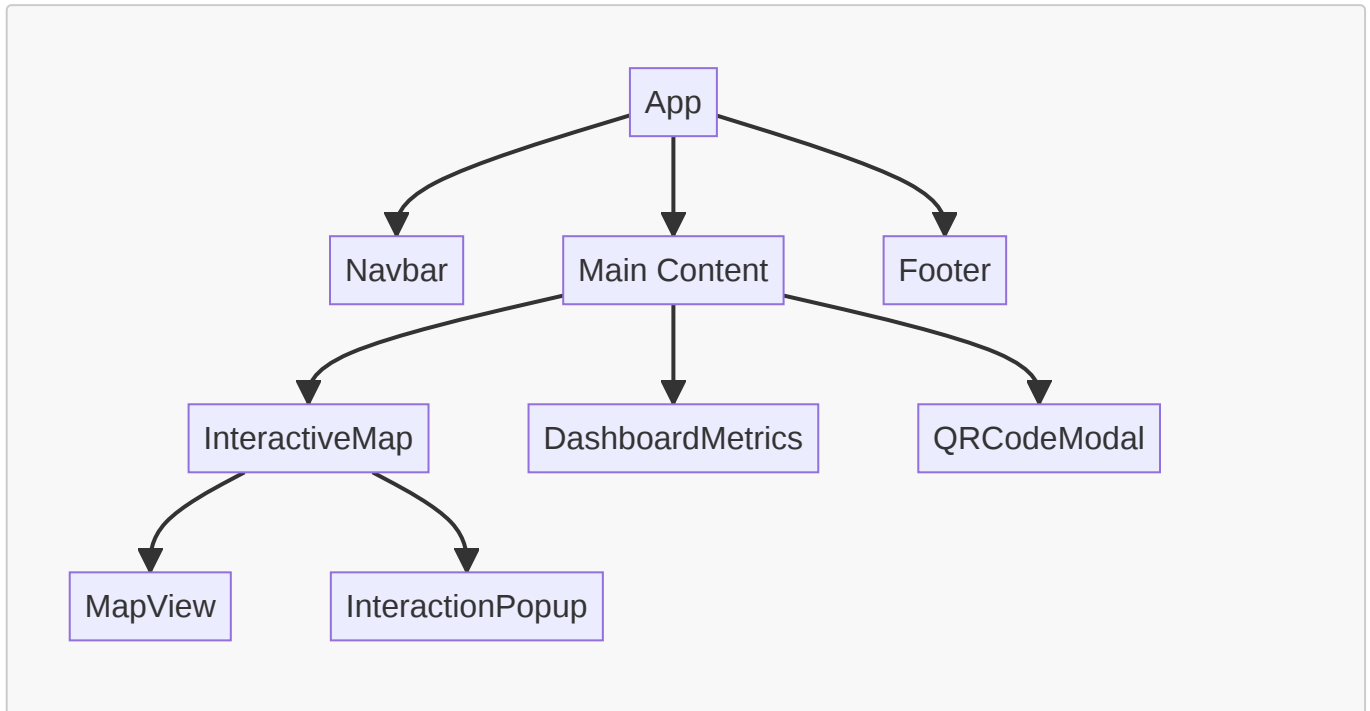 App
Navbar
Main Content
Footer
InteractiveMap
DashboardMetrics
QRCodeModal
MapView
InteractionPopup